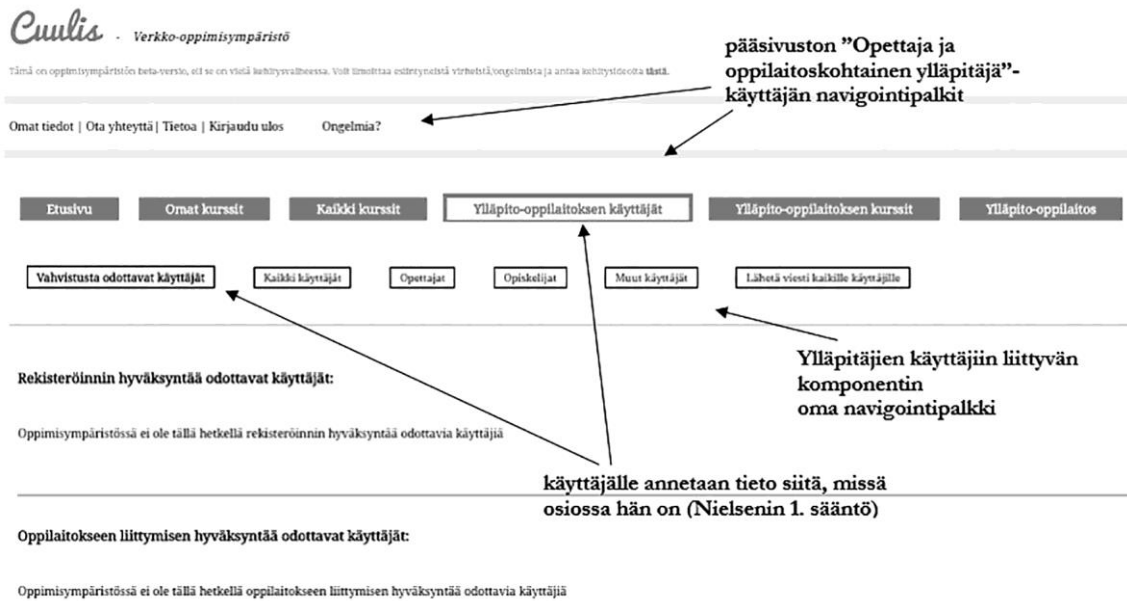 Cuulis - Verkko-oppimisympäristö
pääsivuston ”Opettaja ja
oppilaitoskohtainen ylläpitäjä”-
käyttäjän navigointipalkit
Tämä on oppimisympäristön beta-versio, eli se on vielä kehitysvaiheessa. Voit ilmoittaa esiintyneistä virheistä/ongelmista ja antaa kehitysideoita tästä.
Omat tiedot | Ota yhteyttä | Tietoa | Kirjaudu ulos Ongelmia?
Etusivu Omat kurssit Kaikki kurssit Ylläpito-oppilaitoksen käyttäjät Ylläpito-oppilaitoksen kurssit Ylläpito-oppilaitos
Vahvistusta odottavat käyttäjät Kaikki käyttäjät Opettajat Opiskelijat Muut käyttäjät Lähetä viesti kaikille käyttäjille
Ylläpitäjien käyttäjiin liittyvän
komponentin
oma navigointipalkki
Rekisteröinnin hyväksyntää odottavat käyttäjät:
Oppimisympäristössä ei ole tällä hetkellä rekisteröinnin hyväksyntää odottavia käyttäjiä
käyttäjälle annetaan tieto siitä, missä
osiossa hän on (Nielsenin 1. sääntö)
Oppilaitokseen liittymisen hyväksyntää odottavat käyttäjät:
Oppimisympäristössä ei ole tällä hetkellä oppilaitokseen liittymisen hyväksyntää odottavia käyttäjiä